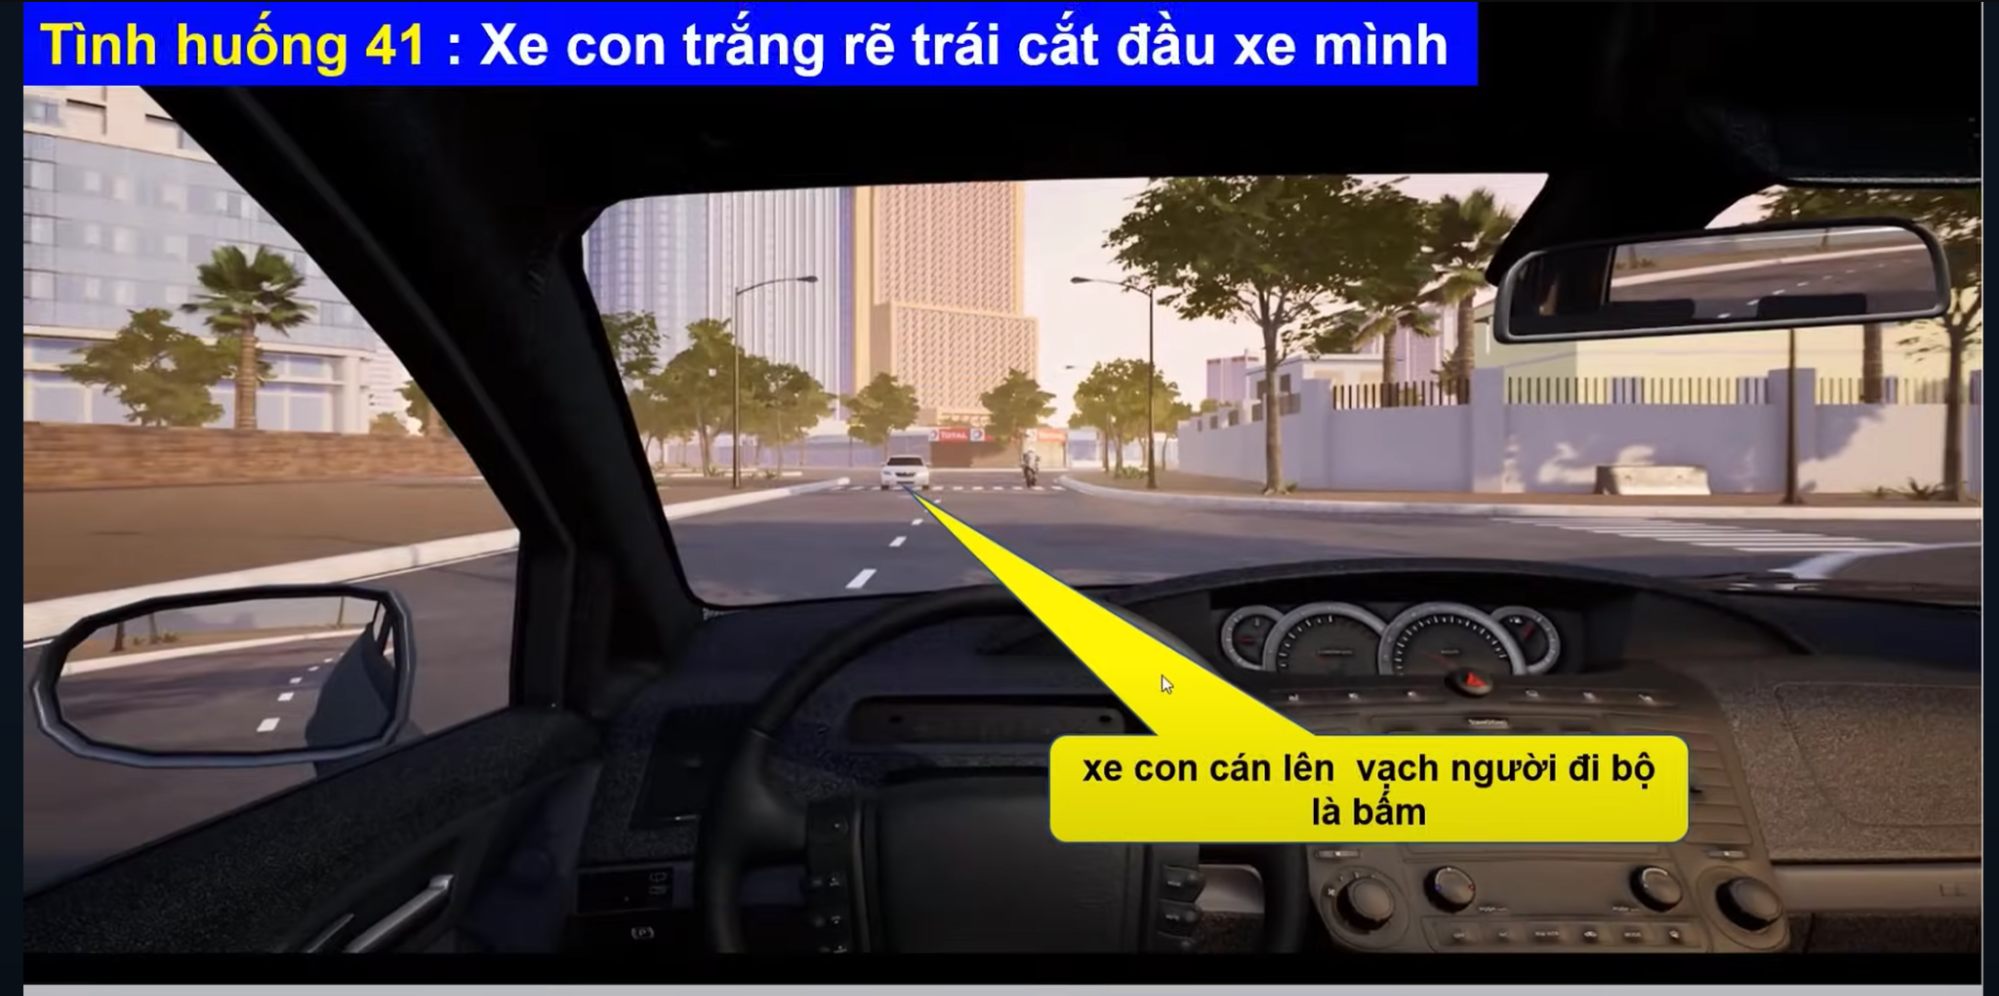 Tình huống 41 : Xe con trắng rẽ trái cắt đầu xe mình
TOTAL
xe con cán lên vạch người đi bộ
là bấm